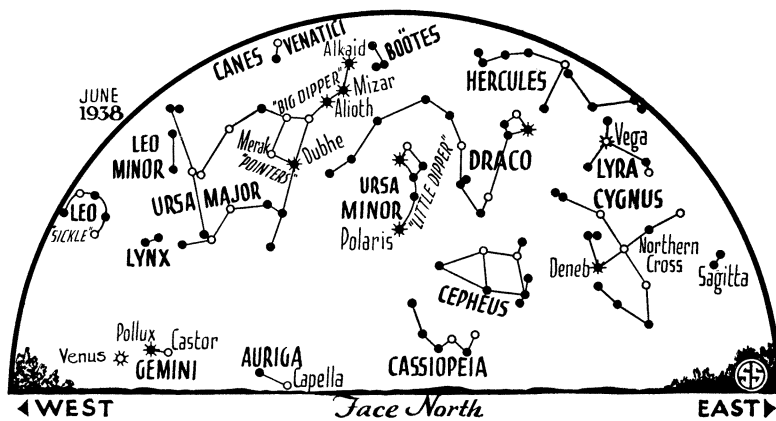 CANES VENATICI
Alkaid
BOÖTES
HERCULES
JUNE
1938
"BIG DIPPER"
Mizar
Alioth
Vega
LEO
MINOR
Merak
Dubhe
"POINTERS"
DRACO
LYRA
URSA MAJOR
URSA
MINOR
"LITTLE DIPPER"
CYGNUS
LEO
"SICKLE"
Polaris
LYNX
Northern
Cross
Deneb
Sagitta
CEPHEUS
Pollux
Castor
Venus
GEMINI
AURIGA
Capella
CASSIOPEIA
WEST
Face North
EAST